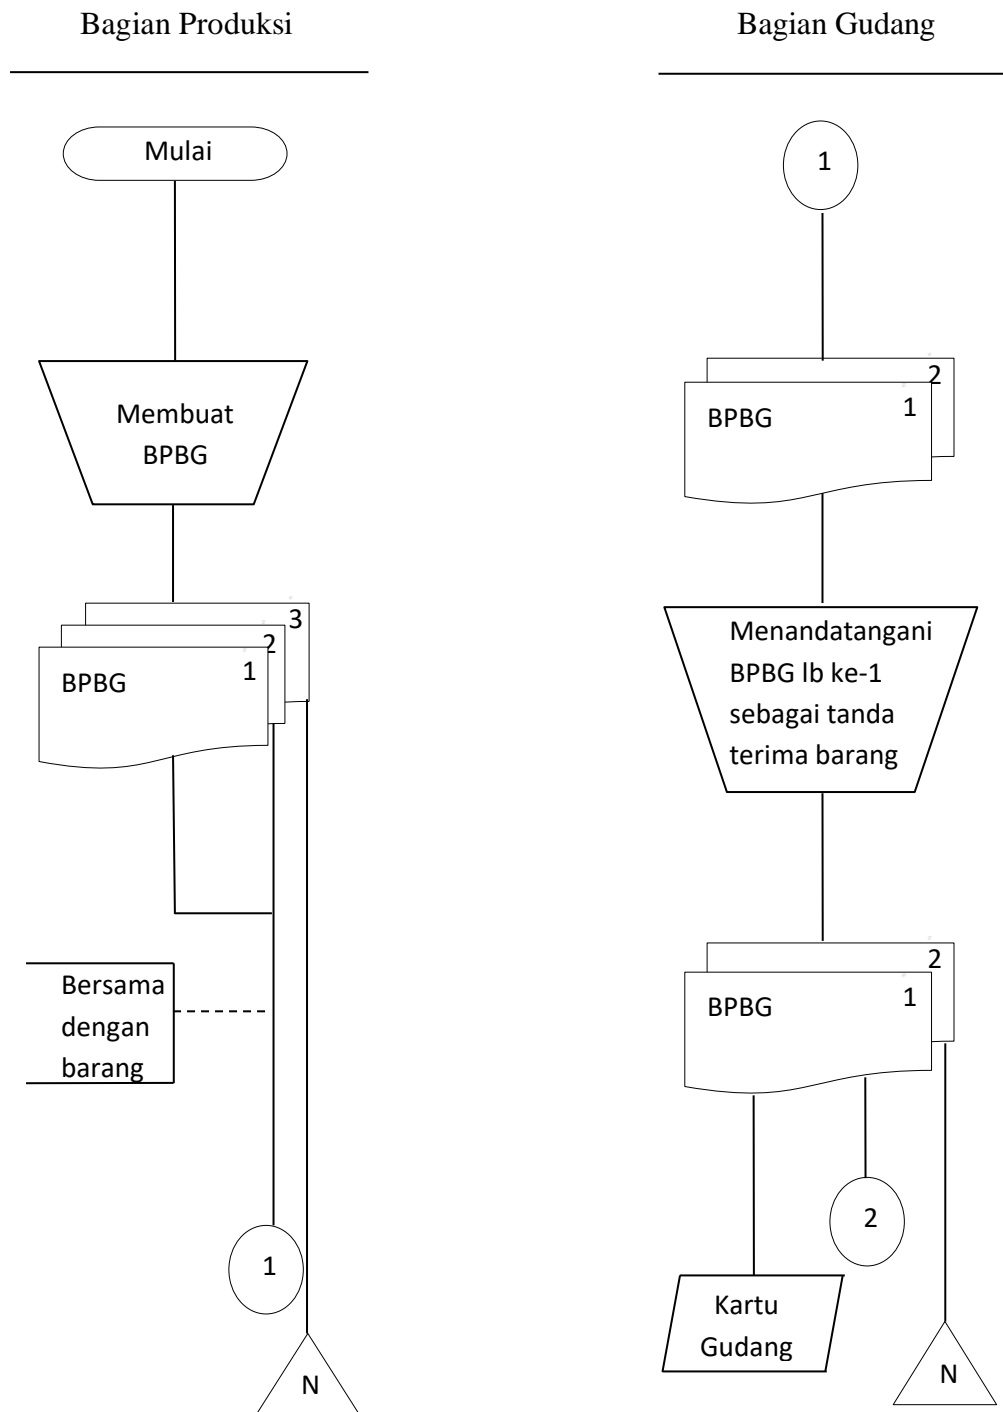 Bagian Produksi
Mulai
Membuat
BPBG
3
2
1
BPBG
Bersama
dengan
barang
1
N
Bagian Gudang
1
2
1
BPBG
Menandatangani
BPBG lb ke-1
sebagai tanda
terima barang
2
1
BPBG
2
Kartu
Gudang
N